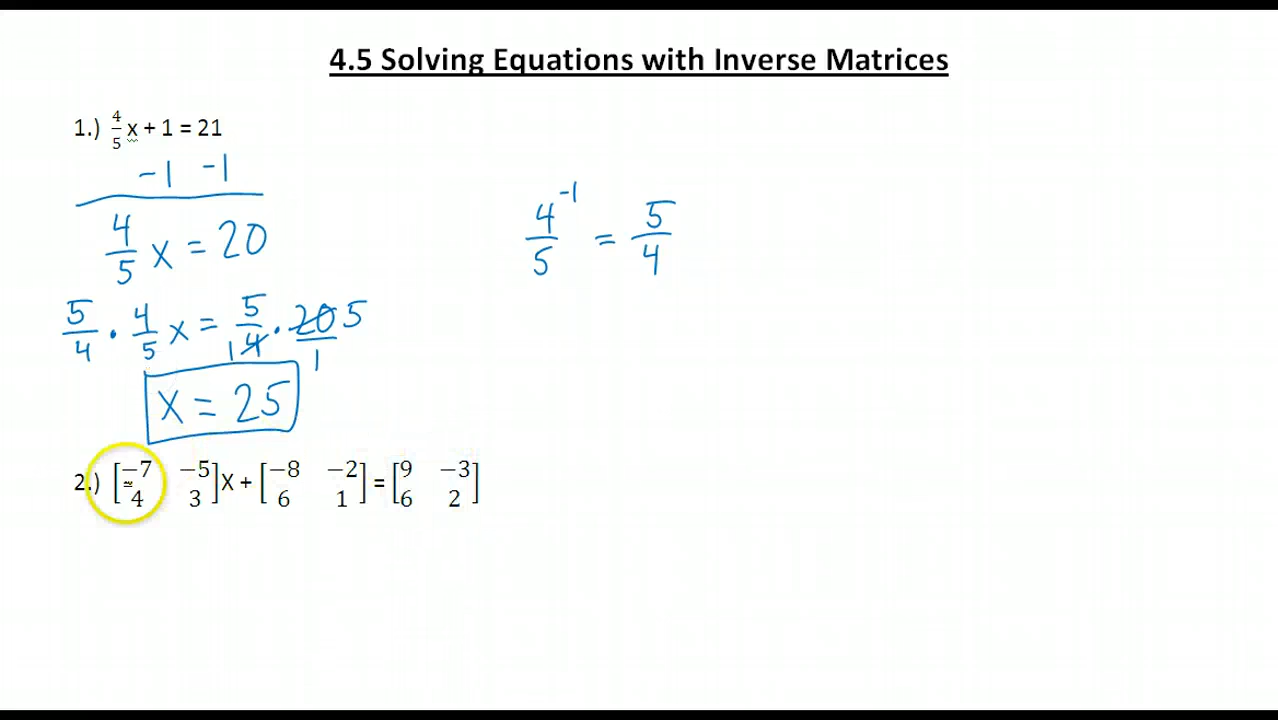 4.5 Solving Equations with Inverse Matrices
1.) 4/5 x + 1 = 21
-1 -1
4/5 x = 20
4/5^-1 = 5/4
5/4 · 4/5 x = 5/4 · 20/1 1 5
x = 25
2.) [−7 −5; 4 3]X + [−8 −2; 6 1] = [9 −3; 6 2]